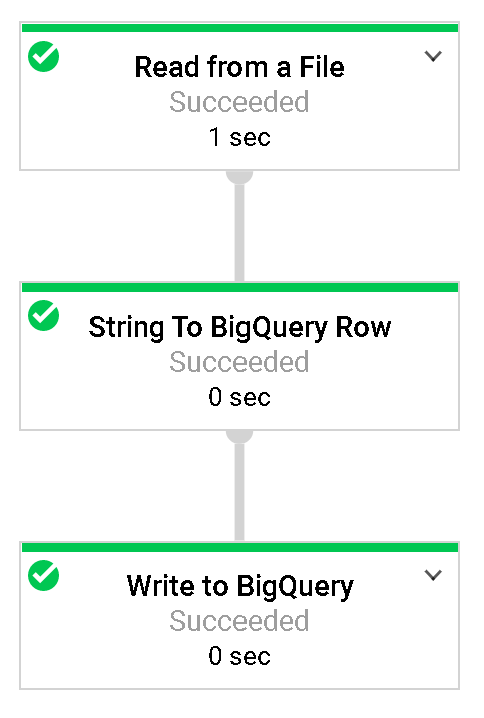 Read from a File
Succeeded
1 sec
String To BigQuery Row
Succeeded
0 sec
Write to BigQuery
Succeeded
0 sec